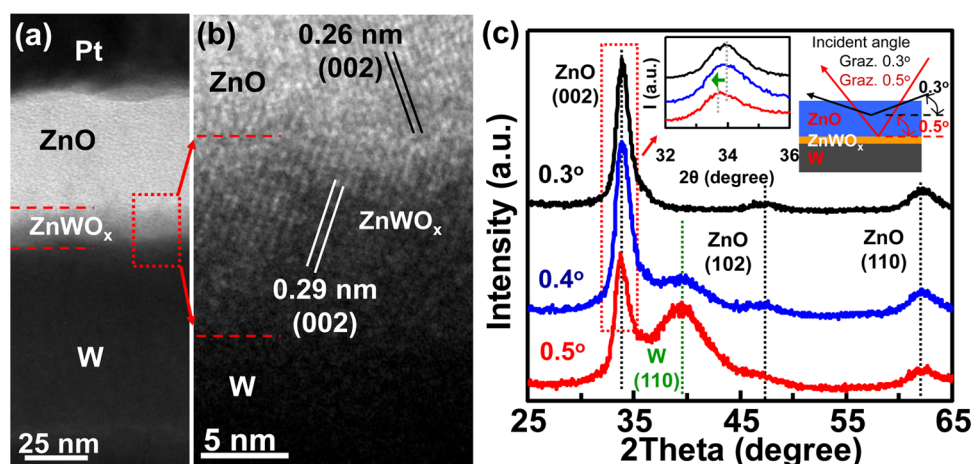 (a)
Pt
ZnO
ZnWOₓ
W
25 nm
(b)
0.26 nm
(002)
ZnO
ZnWOₓ
0.29 nm
(002)
W
5 nm
(c)
Intensity (a.u.)
ZnO
(002)
I (a.u.)
32 34 36
2θ (degree)
Incident angle
Graz. 0.3°
Graz. 0.5°
0.3°
0.5°
ZnO
ZnWOₓ
W
0.3°
0.4°
0.5°
W
(110)
ZnO
(102)
ZnO
(110)
25 35 45 55 65
2Theta (degree)